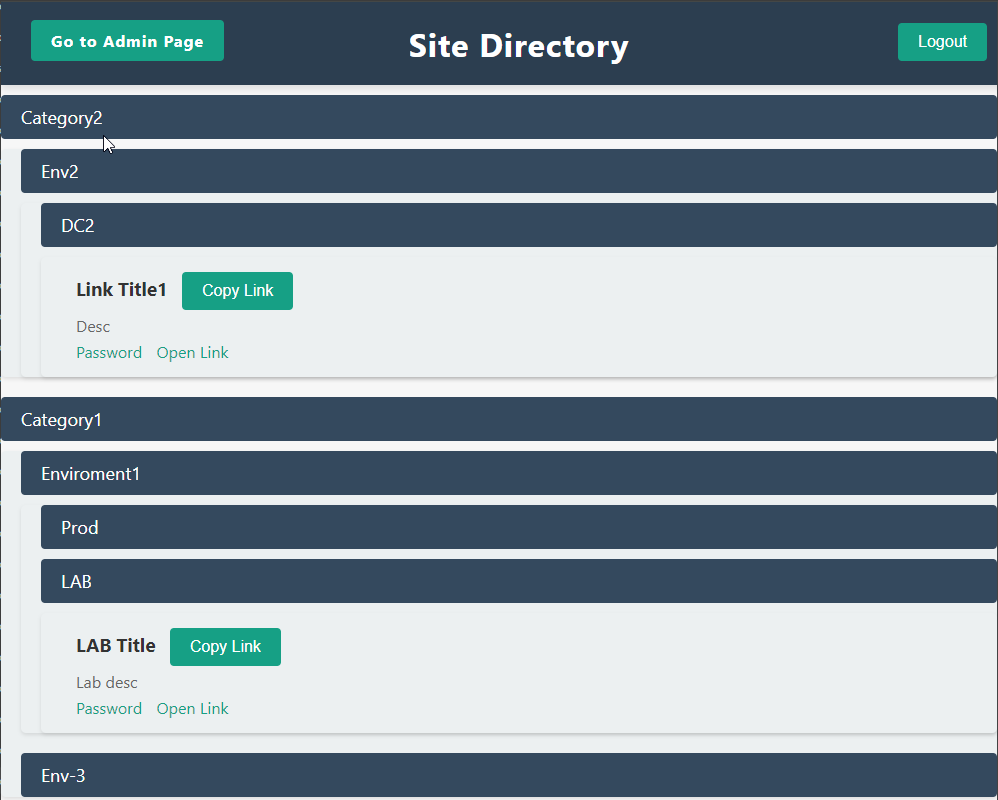 Go to Admin Page Site Directory Logout
Category2
Env2
DC2
Link Title1 Copy Link
Desc
Password Open Link
Category1
Enviroment1
Prod
LAB
LAB Title Copy Link
Lab desc
Password Open Link
Env-3